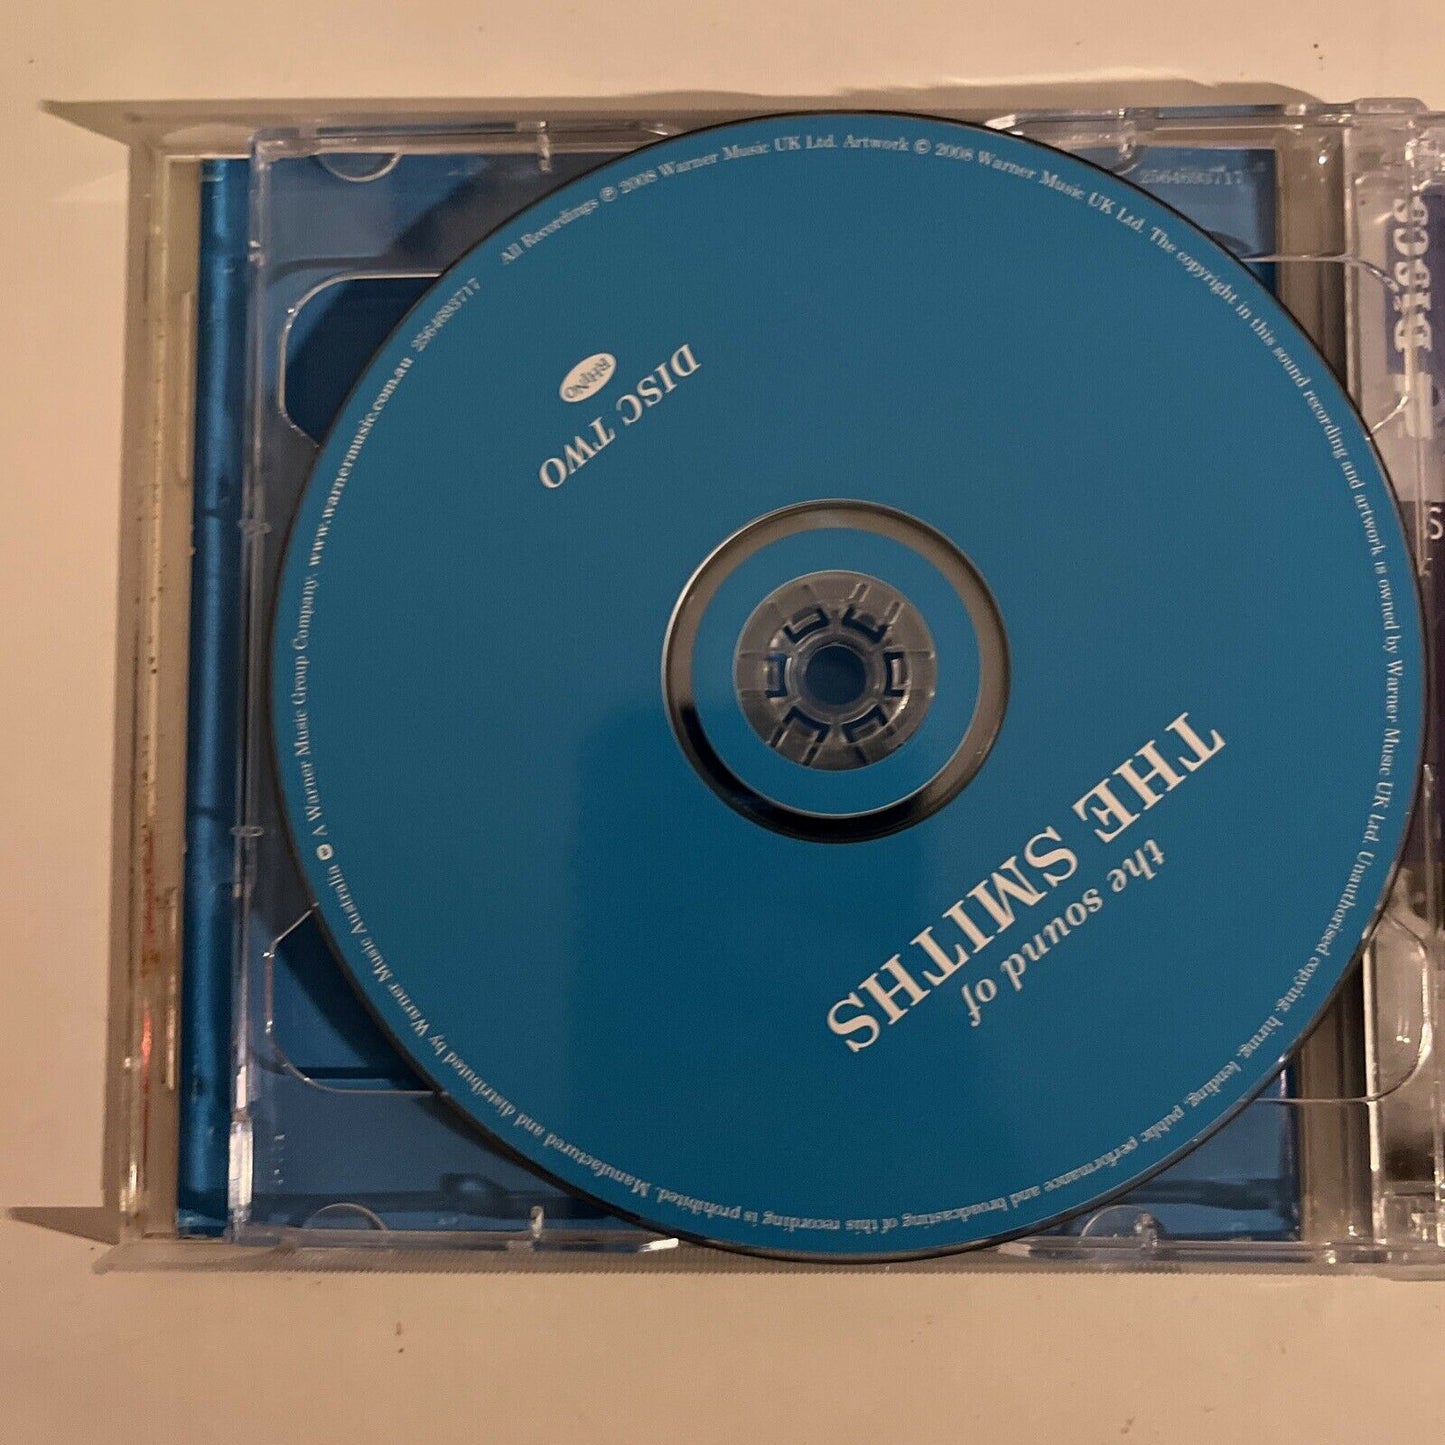 the sound of
THE SMITHS
DISC TWO
RHINO
All Recordings ℗ 2008 Warner Music UK Ltd. Artwork © 2008 Warner Music UK Ltd. The copyright in this sound recording and artwork is owned by Warner Music UK Ltd. Unauthorised copying, hiring, lending, public performance and broadcasting of this recording is prohibited. Manufactured and distributed by Warner Music Australia A Warner Music Group Company. www.warnermusic.com.au 2564693717
2564693717
Discs